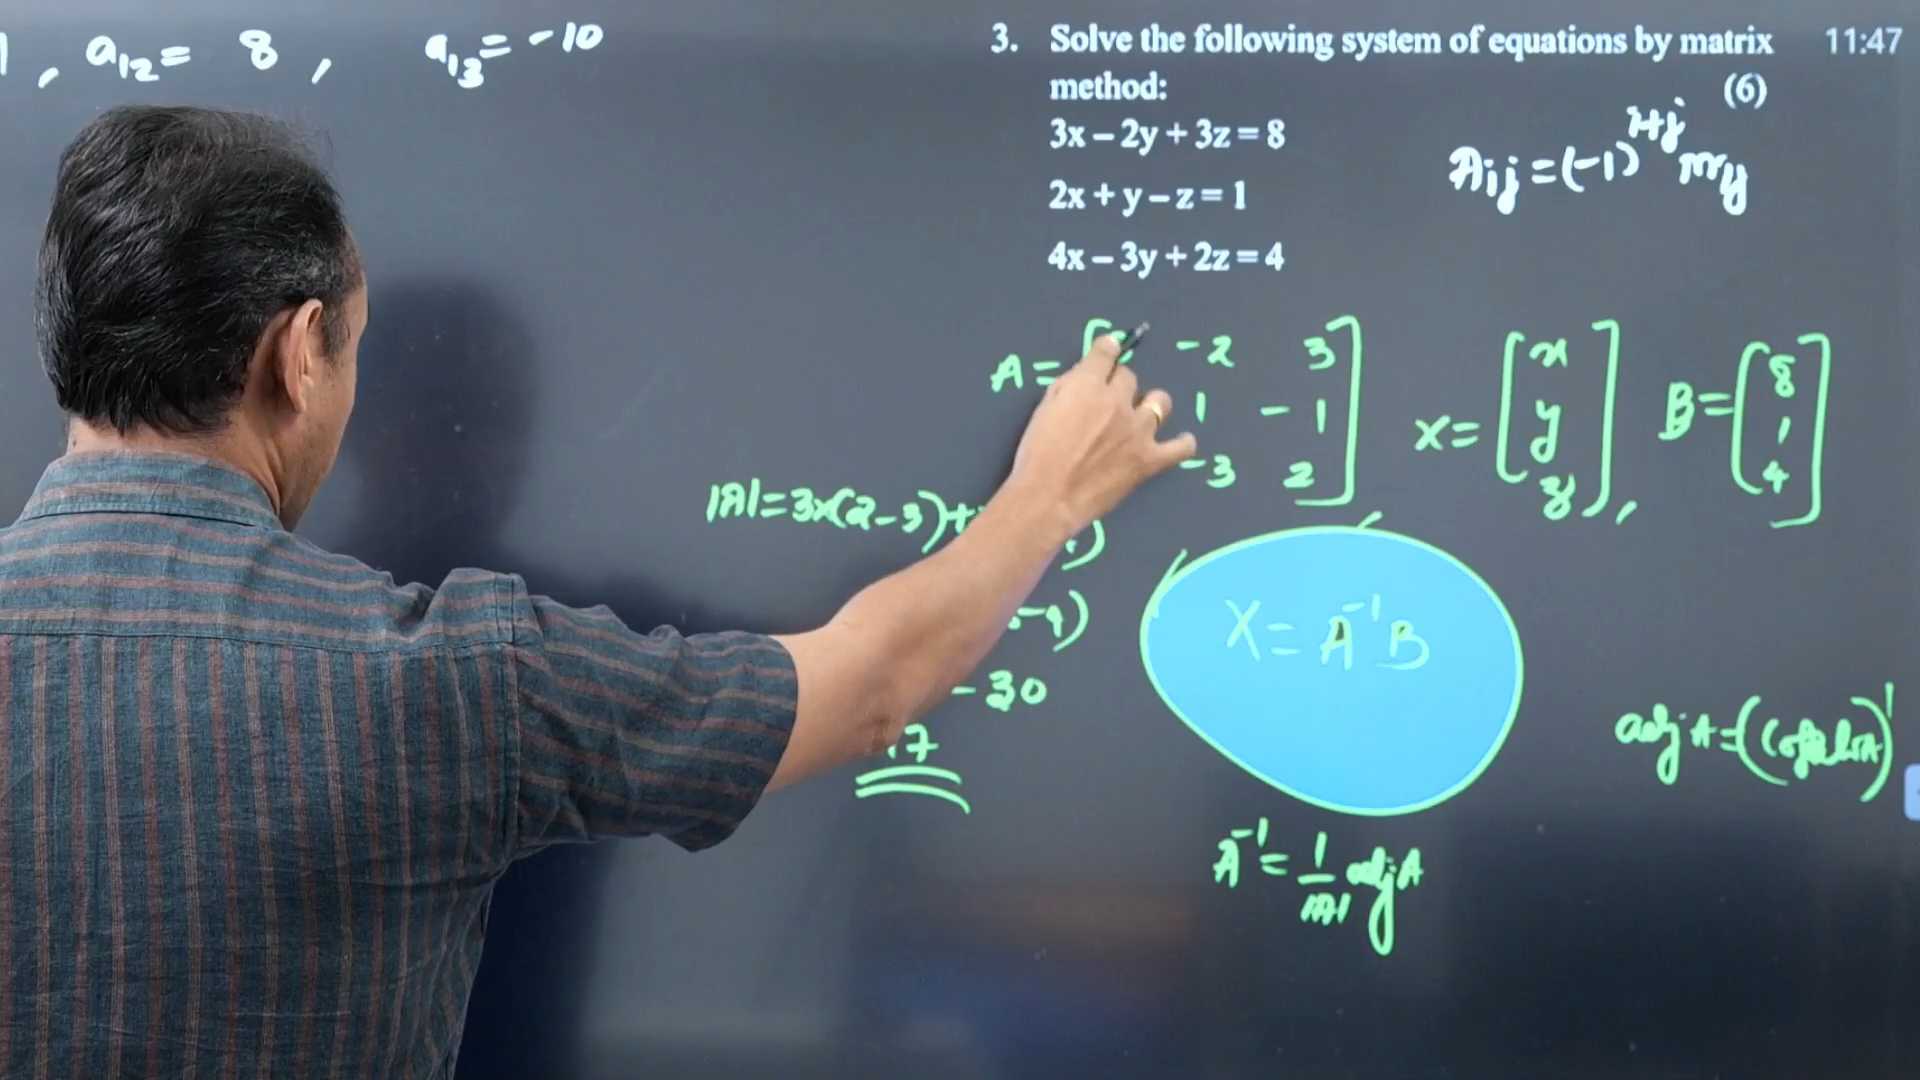 , a12 = 8 , a13 = -10
3. Solve the following system of equations by matrix
method: (6)
11:47
3x – 2y + 3z = 8
2x + y – z = 1
4x – 3y + 2z = 4
Aij = (-1)^i+j mij
A = [ -2 3
1 -1
-3 2 ]
X = [ x
y
z ] ,
B = [ 8
1
4 ]
|A| = 3x(2-3)+
-9)
-30
17
X = A⁻¹B
adj A =
A⁻¹ = 1/|A| adj A